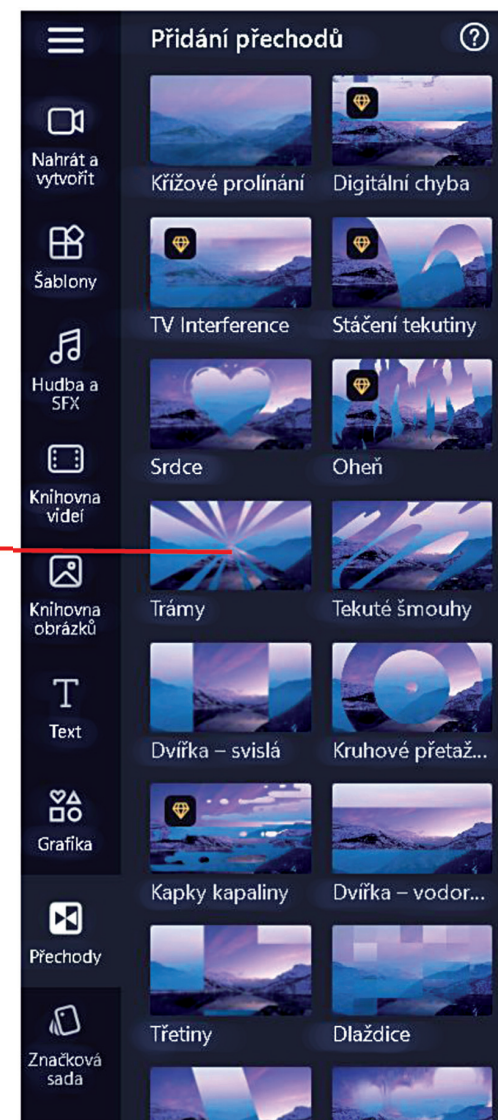 Přidání přechodů
Nahrát a
vytvořit
Šablony
Hudba a
SFX
Knihovna
videí
Knihovna
obrázků
Text
Grafika
Přechody
Značková
sada
Křížové prolínání
Digitální chyba
TV Interference
Stáčení tekutiny
Srdce
Oheň
Trámy
Tekuté šmouhy
Dvířka – svislá
Kruhové přetaž...
Kapky kapaliny
Dvířka – vodor...
Třetiny
Dlaždice